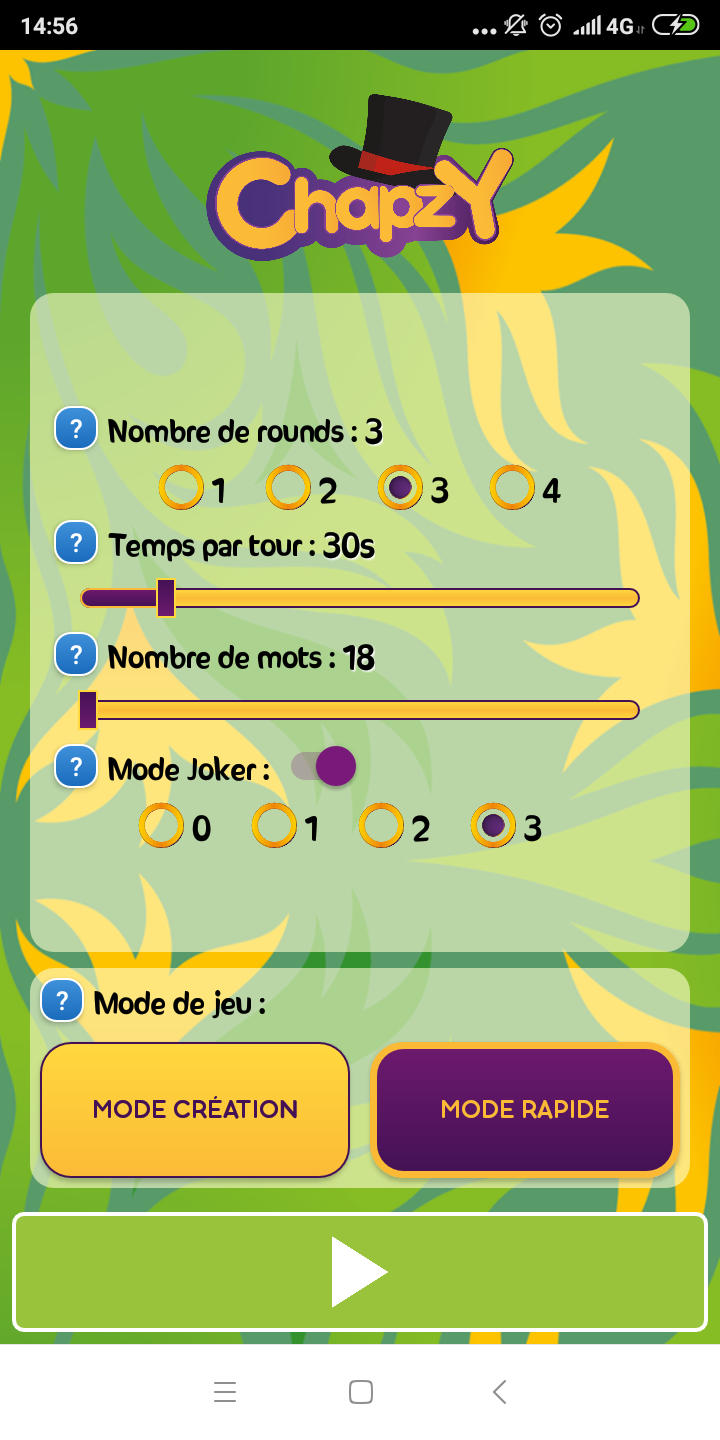 14:56
4G
Chapzy
? Nombre de rounds : 3
1 2 3 4
? Temps par tour : 30s
? Nombre de mots : 18
? Mode Joker :
0 1 2 3
? Mode de jeu :
MODE CRÉATION
MODE RAPIDE